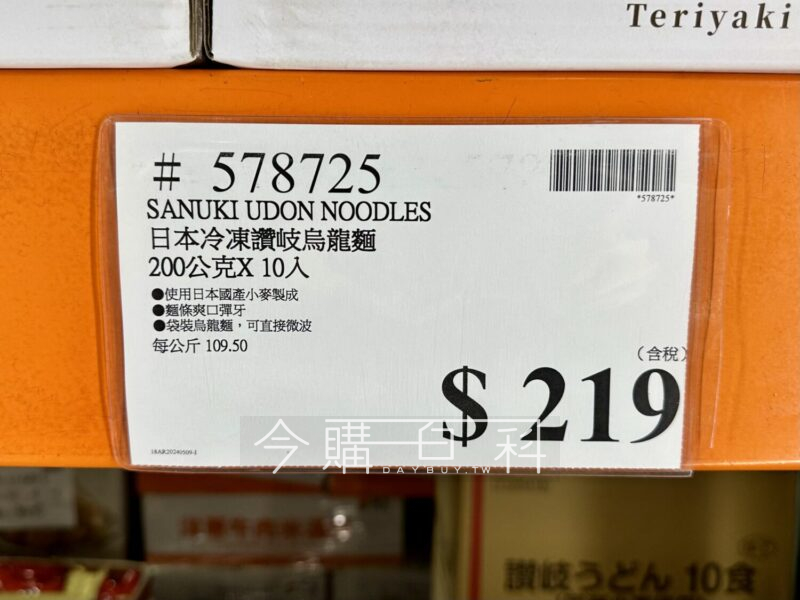 Teriyaki
# 578725
*578725*
SANUKI UDON NOODLES
日本冷凍讚岐烏龍麵
200公克X 10入
●使用日本國產小麥製成
●麵條爽口彈牙
●袋裝烏龍麵，可直接微波
每公斤 109.50
（含稅）
$ 219
18AR20240509-1
今購百科
DAYBUY.TW
讃岐うどん 10食